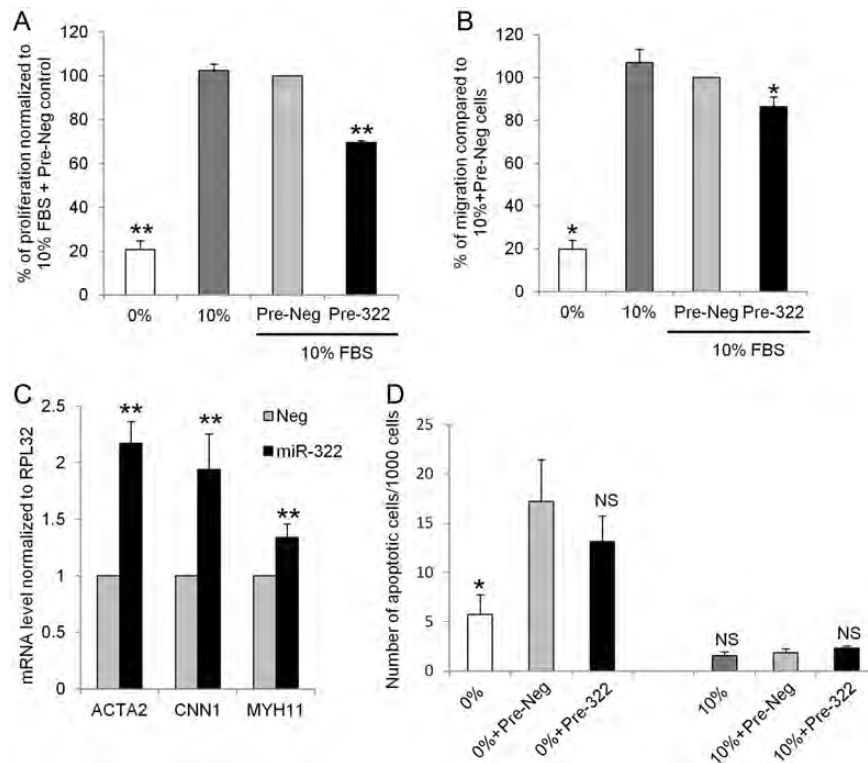 A
% of proliferation normalized to
10% FBS + Pre-Neg control
120
100
80
60
40
20
0
**
**
0%
10%
Pre-Neg
Pre-322
10% FBS
B
% of migration compared to
10%+Pre-Neg cells
120
100
80
60
40
20
0
*
*
0%
10%
Pre-Neg
Pre-322
10% FBS
C
mRNA level normalized to RPL32
2.5
2
1.5
1
0.5
0
**
**
**
Neg
miR-322
ACTA2
CNN1
MYH11
D
Number of apoptotic cells/1000 cells
25
20
15
10
5
0
*
NS
NS
NS
0%
0%+Pre-Neg
0%+Pre-322
10%
10%+Pre-Neg
10%+Pre-322